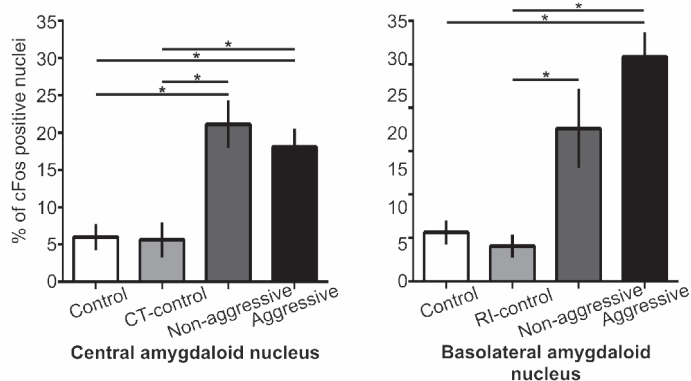 % of cFos positive nuclei
35
30
25
20
15
10
5
0
*
*
*
*
Control
CT-control
Non-aggressive
Aggressive
Central amygdaloid nucleus
35
30
25
20
15
10
5
0
*
*
*
Control
RI-control
Non-aggressive
Aggressive
Basolateral amygdaloid
nucleus